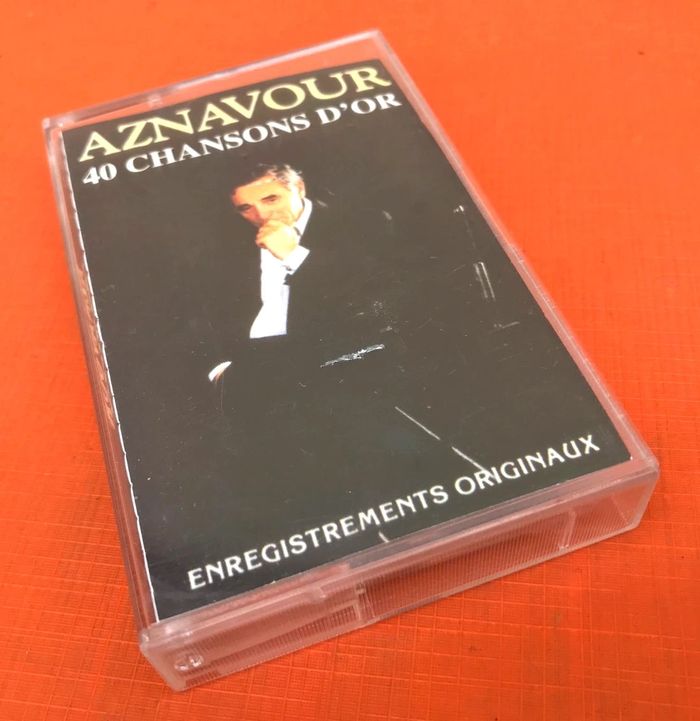 AZNAVOUR
40 CHANSONS D'OR
ENREGISTREMENTS ORIGINAUX